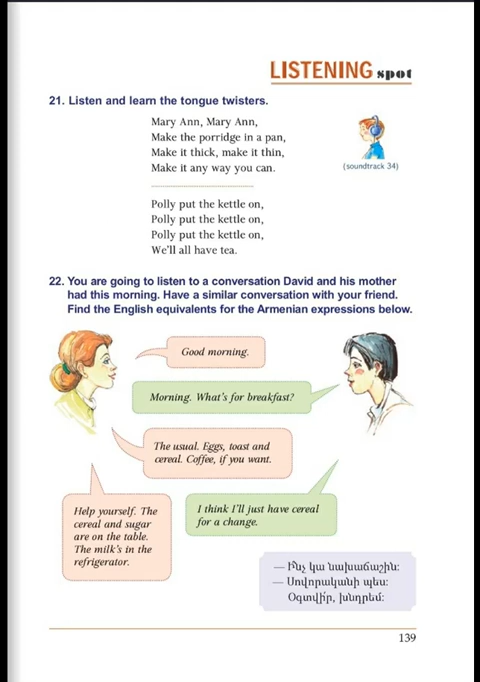 LISTENING spot
21. Listen and learn the tongue twisters.
Mary Ann, Mary Ann,
Make the porridge in a pan,
Make it thick, make it thin,
Make it any way you can.
(soundtrack 34)
Polly put the kettle on,
Polly put the kettle on,
Polly put the kettle on,
We'll all have tea.
22. You are going to listen to a conversation David and his mother
had this morning. Have a similar conversation with your friend.
Find the English equivalents for the Armenian expressions below.
Good morning.
Morning. What's for breakfast?
The usual. Eggs, toast and
cereal. Coffee, if you want.
I think I'll just have cereal
for a change.
Help yourself. The
cereal and sugar
are on the table.
The milk's in the
refrigerator.
— Ի՞նչ կա նախաճաշին:
— Սովորականի պես:
Օգտվի՛ր, խնդրեմ:
139